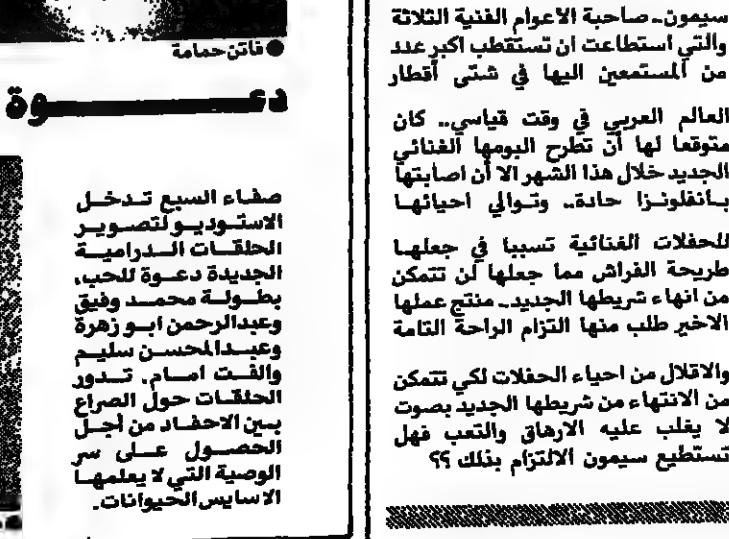 سيمون.. صاحبة الاعوام الفنية الثلاثة
والتي استطاعت ان تستقطب اكبر عدد
من المستمعين اليها في شتى أقطار
العالم العربي في وقت قياسي.. كان
متوقعا لها أن تطرح البومها الغنائي
الجديد خلال هذا الشهر الا أن اصابتها
بأنفلونزا حادة.. وتوالي احيائها
للحفلات الغنائية تسببا في جعلها
طريحة الفراش مما جعلها لن تتمكن
من انهاء شريطها الجديد.. منتج عملها
الاخير طلب منها التزام الراحة التامة
والاقلال من احياء الحفلات لكي تتمكن
من الانتهاء من شريطها الجديد بصوت
لا يغلب عليه الارهاق والتعب فهل
تستطيع سيمون الالتزام بذلك ؟؟
● فاتن حمامة
دعـــــــوة
صفاء السبع تدخل
الاستوديو لتصوير
الحلقات الدرامية
الجديدة دعوة للحب،
بطولة محمد وفيق
وعبدالرحمن ابو زهرة
وعبدالمحسن سليم
والفت امام. تدور
الحلقات حول الصراع
بين الاحفاد من أجل
الحصول على سر
الوصية التي لا يعلمها
الا سايس الحيوانات.